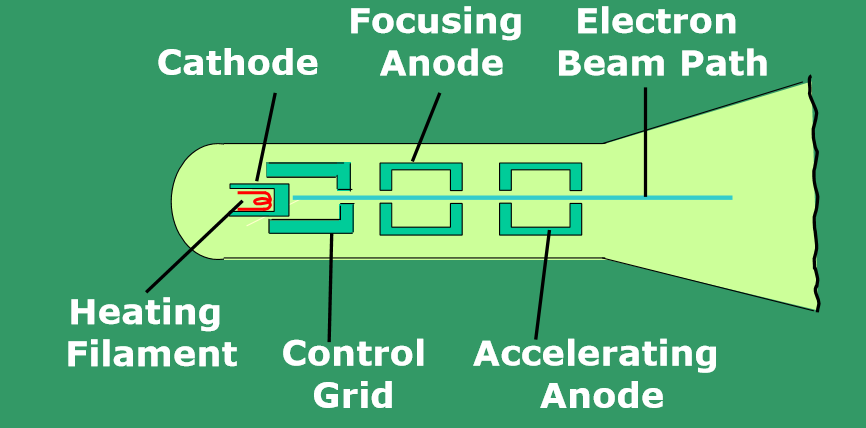 Cathode
Focusing
Anode
Electron
Beam Path
Heating
Filament
Control
Grid
Accelerating
Anode